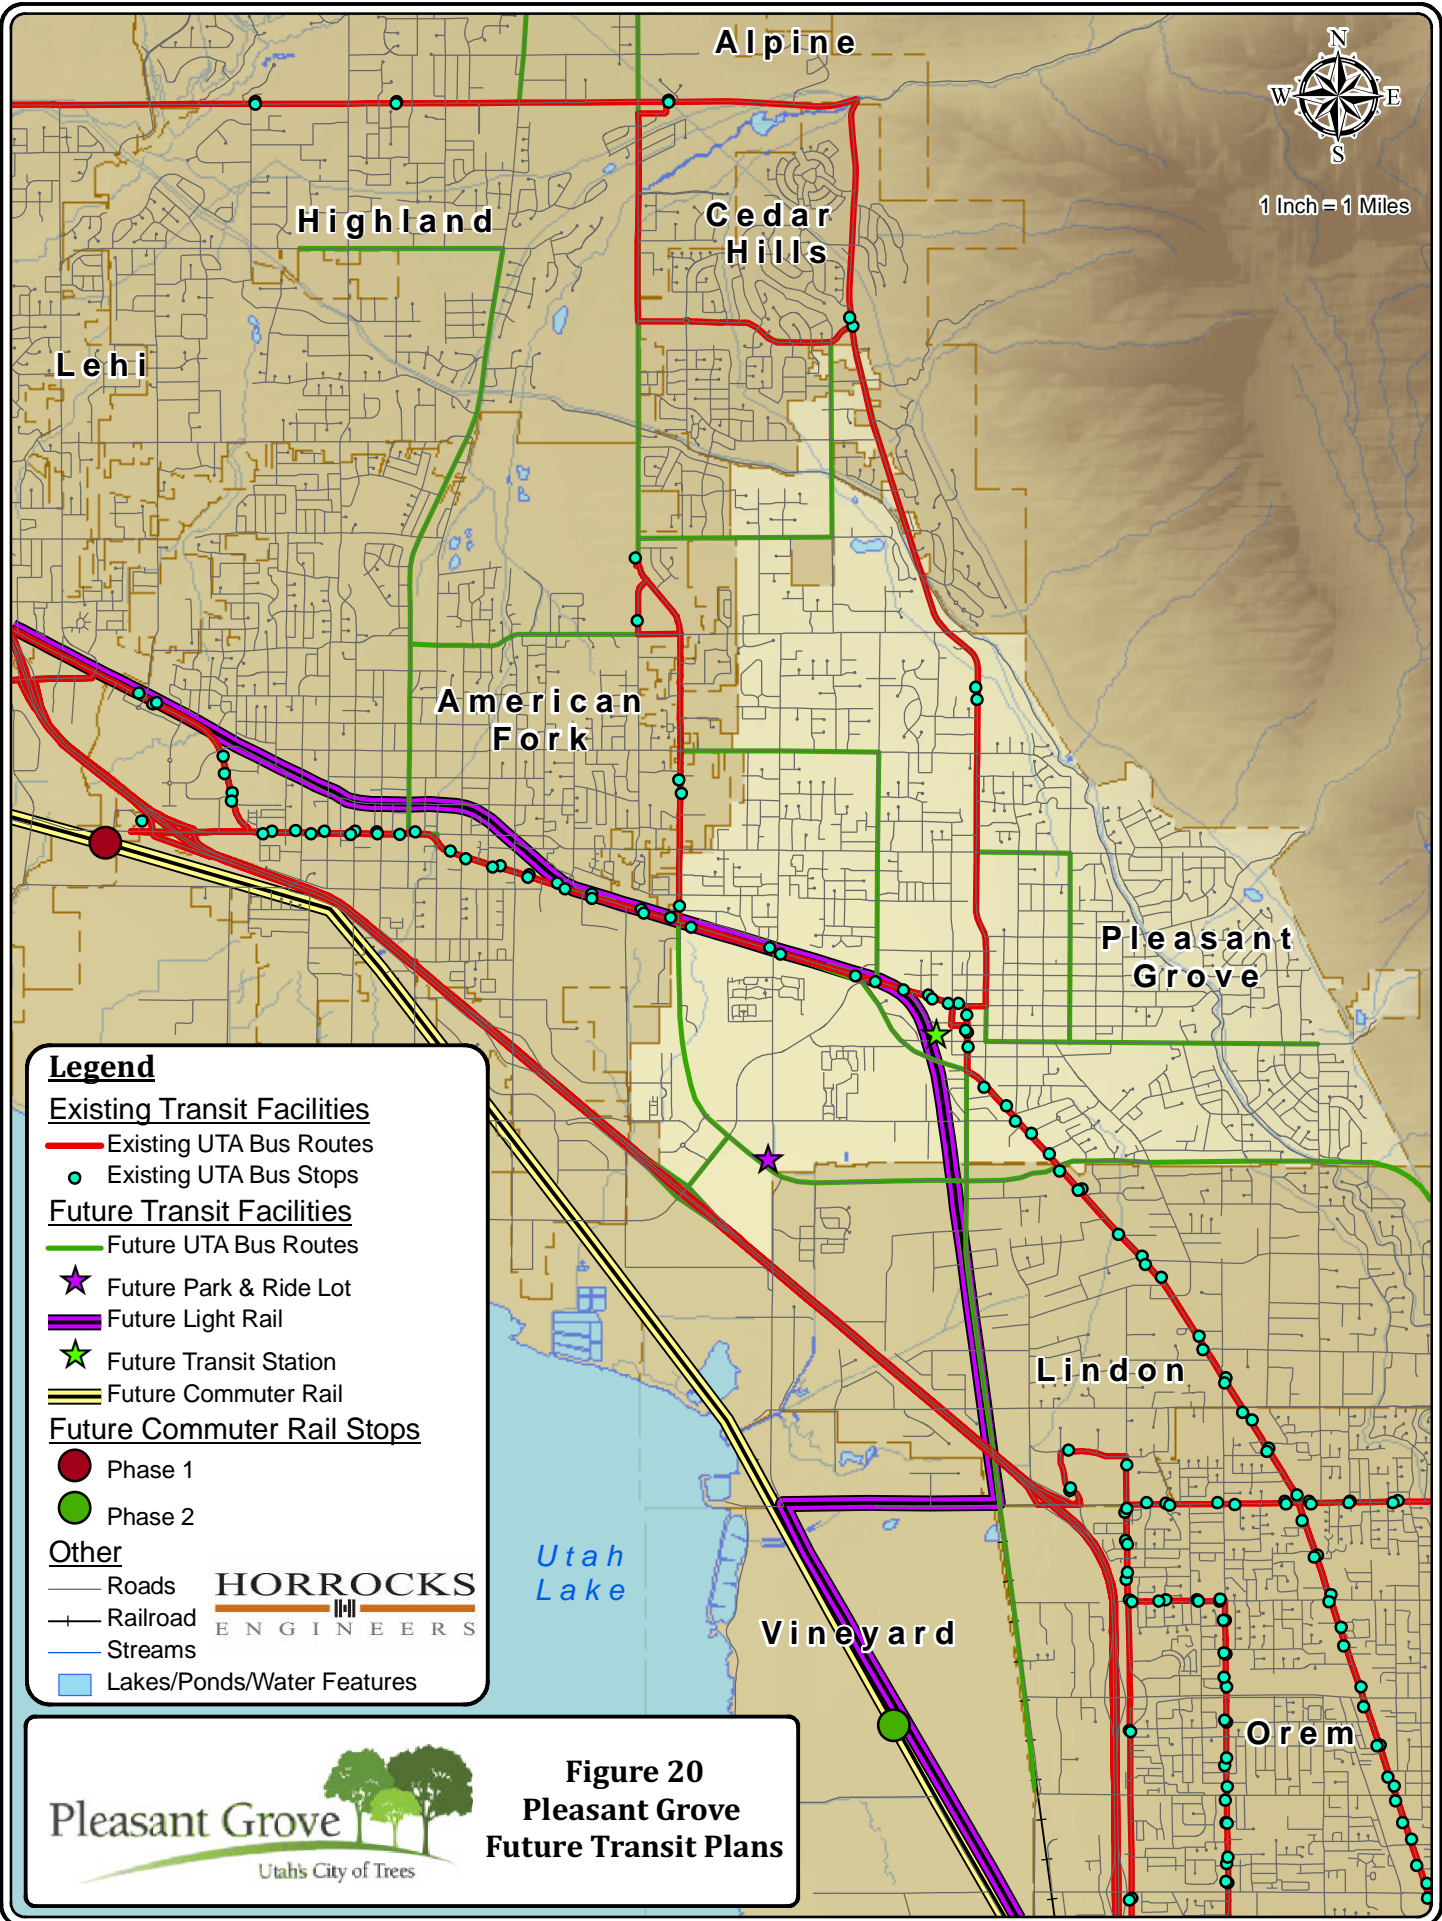 Alpine
N
W E
S
1 Inch = 1 Miles
Highland
Cedar
Hills
Lehi
American
Fork
Pleasant
Grove
Legend
Existing Transit Facilities
Existing UTA Bus Routes
Existing UTA Bus Stops
Future Transit Facilities
Future UTA Bus Routes
Future Park & Ride Lot
Future Light Rail
Future Transit Station
Future Commuter Rail
Future Commuter Rail Stops
Phase 1
Phase 2
Other
Roads
Railroad
Streams
Lakes/Ponds/Water Features
HORROCKS
ENGINEERS
Lindon
Utah
Lake
Vineyard
Orem
Pleasant Grove
Utah's City of Trees
Figure 20
Pleasant Grove
Future Transit Plans